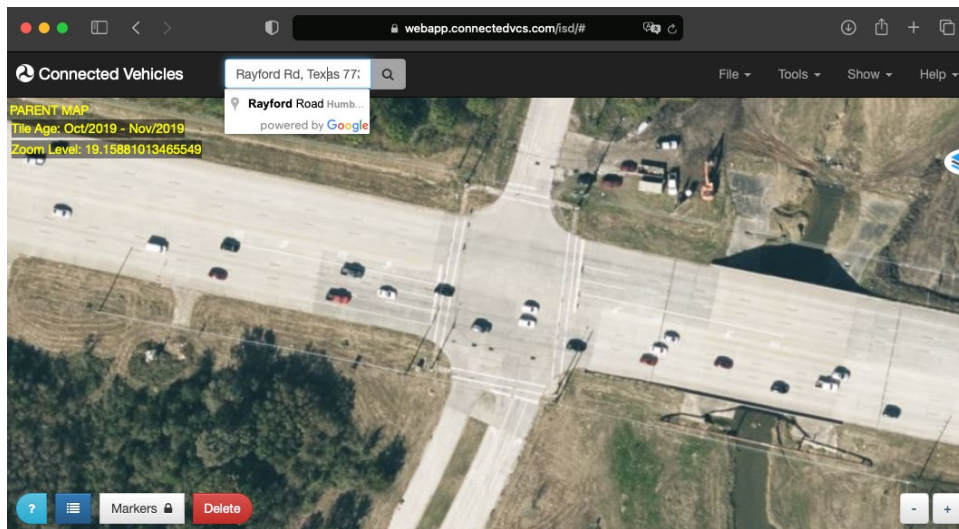 webapp.connectedvcs.com/isd/#
Connected Vehicles
Rayford Rd, Texas 773
File
Tools
Show
Help
Rayford Road Humb...
powered by Google
PARENT MAP
Tile Age: Oct/2019 - Nov/2019
Zoom Level: 19.15881013465549
?
Markers
Delete
-
+